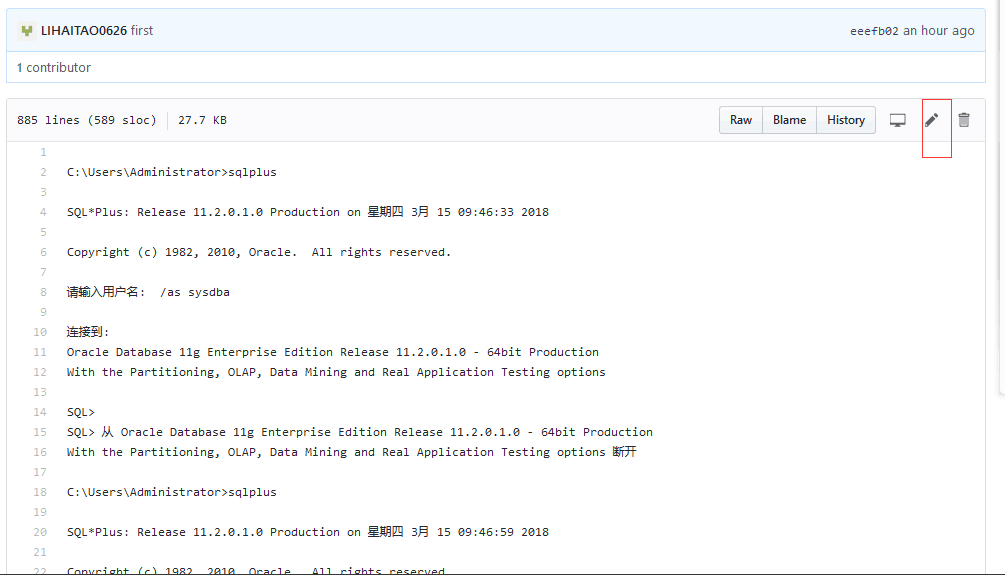 LIHAITAO0626 first eeefb02 an hour ago
1 contributor
885 lines (589 sloc) 27.7 KB Raw Blame History
1
2 C:\Users\Administrator>sqlplus
3
4 SQL*Plus: Release 11.2.0.1.0 Production on 星期四 3月 15 09:46:33 2018
5
6 Copyright (c) 1982, 2010, Oracle.  All rights reserved.
7
8 请输入用户名:  /as sysdba
9
10 连接到:
11 Oracle Database 11g Enterprise Edition Release 11.2.0.1.0 - 64bit Production
12 With the Partitioning, OLAP, Data Mining and Real Application Testing options
13
14 SQL>
15 SQL> 从 Oracle Database 11g Enterprise Edition Release 11.2.0.1.0 - 64bit Production
16 With the Partitioning, OLAP, Data Mining and Real Application Testing options 断开
17
18 C:\Users\Administrator>sqlplus
19
20 SQL*Plus: Release 11.2.0.1.0 Production on 星期四 3月 15 09:46:59 2018
21
22 Copyright (c) 1982, 2010, Oracle.  All rights reserved.